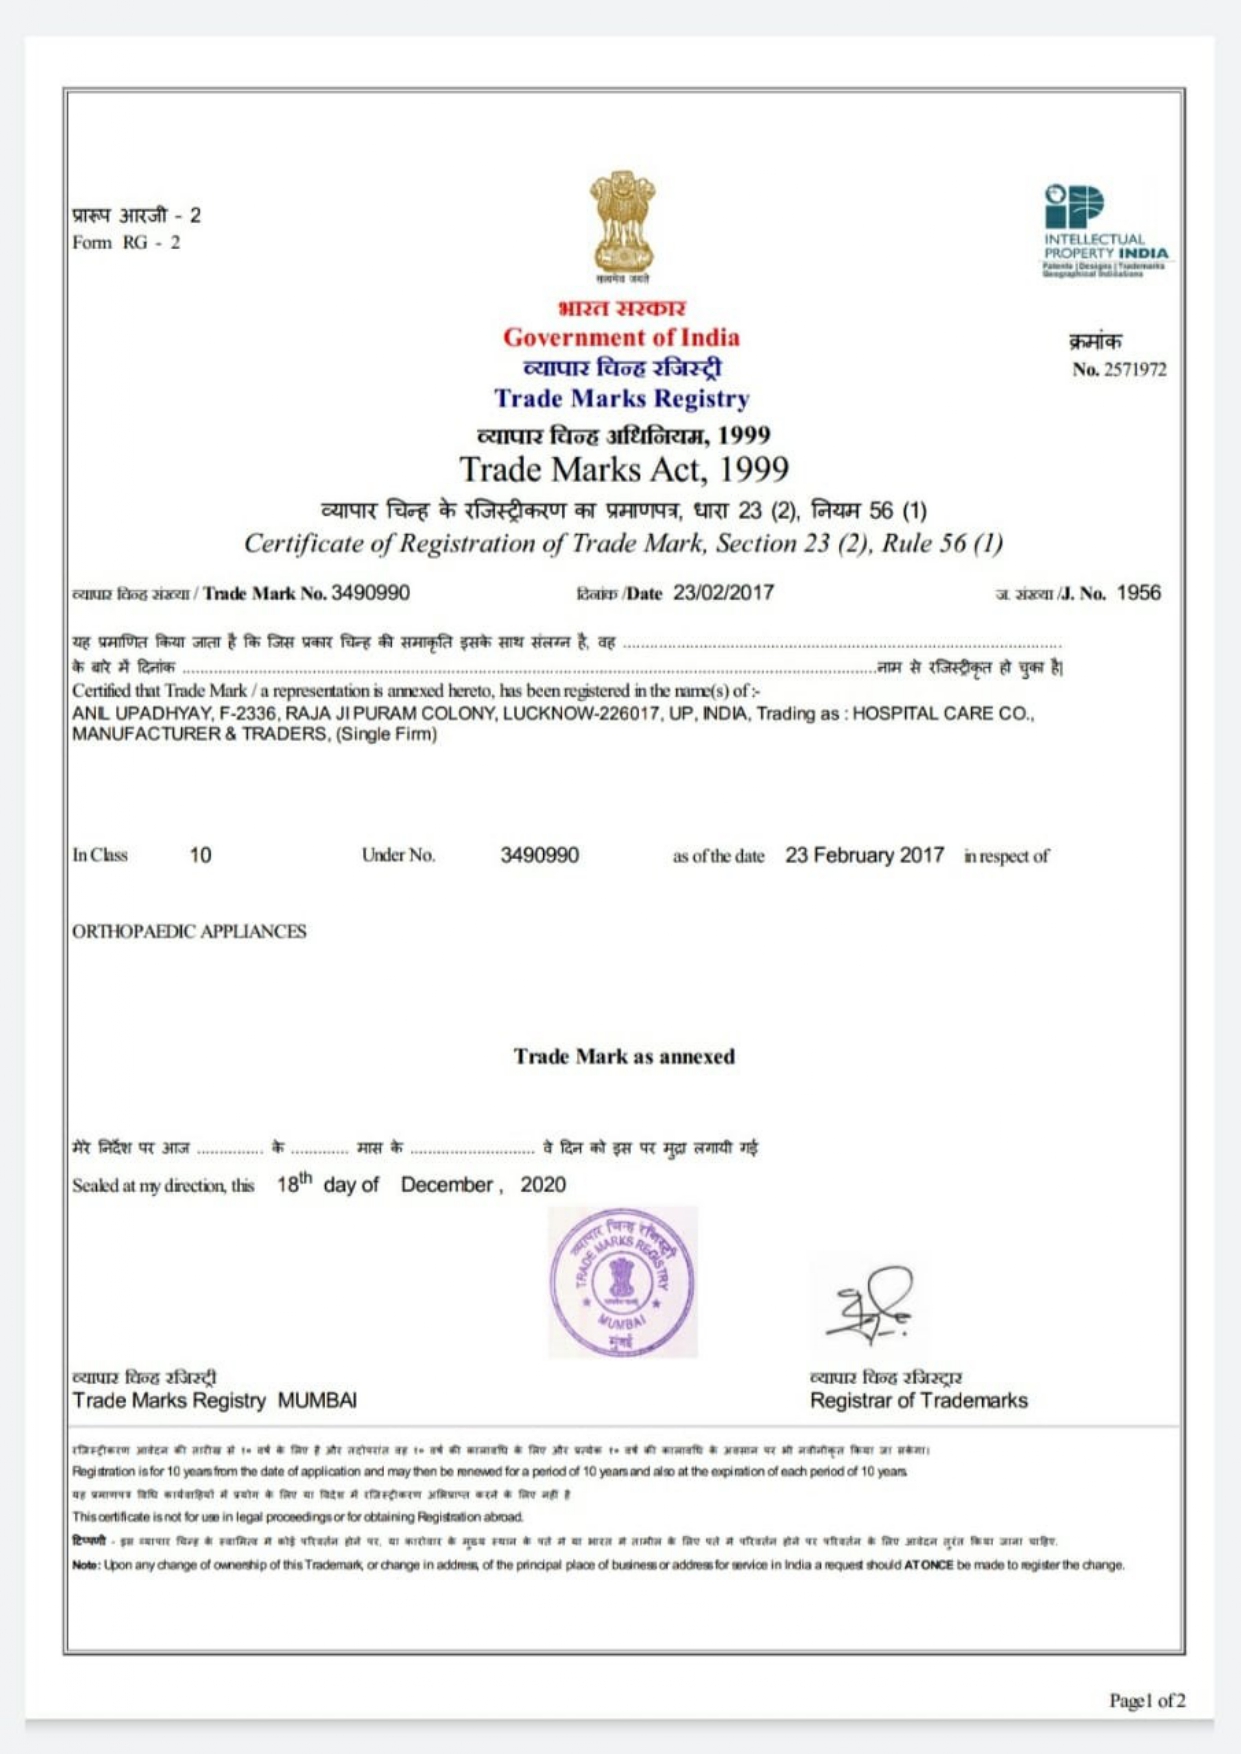 प्रारूप आरजी - 2
Form RG - 2
सत्यमेव जयते
INTELLECTUAL
PROPERTY INDIA
Patents | Designs | Trademarks
Geographical Indications
भारत सरकार
Government of India
व्यापार चिन्ह रजिस्ट्री
Trade Marks Registry
क्रमांक
No. 2571972
व्यापार चिन्ह अधिनियम, 1999
Trade Marks Act, 1999
व्यापार चिन्ह के रजिस्ट्रीकरण का प्रमाणपत्र, धारा 23 (2), नियम 56 (1)
Certificate of Registration of Trade Mark, Section 23 (2), Rule 56 (1)
व्यापार चिन्ह संख्या / Trade Mark No. 3490990 दिनांक /Date 23/02/2017 ज. संख्या /J. No. 1956
यह प्रमाणित किया जाता है कि जिस प्रकार चिन्ह की समाकृति इसके साथ संलग्न है, वह ..........
के बारे में दिनांक ..........नाम से रजिस्ट्रीकृत हो चुका है|
Certified that Trade Mark / a representation is annexed hereto, has been registered in the name(s) of :-
ANIL UPADHYAY, F-2336, RAJA JI PURAM COLONY, LUCKNOW-226017, UP, INDIA, Trading as : HOSPITAL CARE CO.,
MANUFACTURER & TRADERS, (Single Firm)
In Class 10 Under No. 3490990 as of the date 23 February 2017 in respect of
ORTHOPAEDIC APPLIANCES
Trade Mark as annexed
मेरे निर्देश पर आज .............. के ............ मास के .......................... वे दिन को इस पर मुद्रा लगायी गई
Sealed at my direction, this 18th day of December , 2020
व्यापार चिन्ह रजिस्ट्री
TRADE MARKS REGISTRY
MUMBAI
मुंबई
व्यापार चिन्ह रजिस्ट्री
Trade Marks Registry MUMBAI
व्यापार चिन्ह रजिस्ट्रार
Registrar of Trademarks
रजिस्ट्रीकरण आवेदन की तारीख से १० वर्ष के लिए है और तदोपरांत वह १० वर्ष की कालावधि के लिए और प्रत्येक १० वर्ष की कालावधि के अवसान पर भी नवीनीकृत किया जा सकेगा।
Registration is for 10 years from the date of application and may then be renewed for a period of 10 years and also at the expiration of each period of 10 years.
यह प्रमाणपत्र विधि कार्यवाहियों में प्रयोग के लिए या विदेश में रजिस्ट्रीकरण अभिप्राप्त करने के लिए नहीं है
This certificate is not for use in legal proceedings or for obtaining Registration abroad.
टिप्पणी - इस व्यापार चिन्ह के स्वामित्व में कोई परिवर्तन होने पर, या कारोबार के मुख्य स्थान के पते में या भारत में तामील के लिए पते में परिवर्तन होने पर परिवर्तन के लिए आवेदन तुरंत किया जाना चाहिए.
Note: Upon any change of ownership of this Trademark, or change in address, of the principal place of business or address for service in India a request should AT ONCE be made to register the change.
Page1 of 2